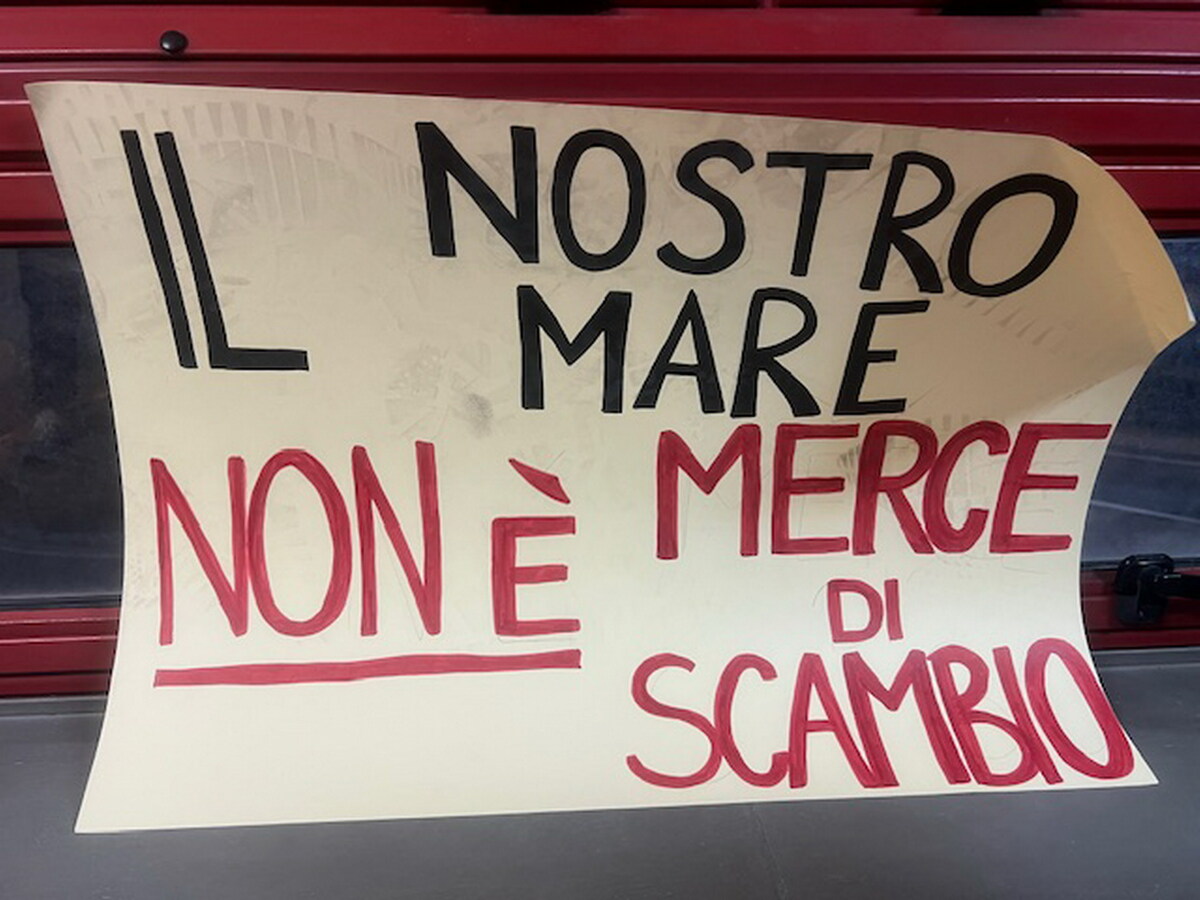 IL NOSTRO
MARE
NON È MERCE
DI
SCAMBIO